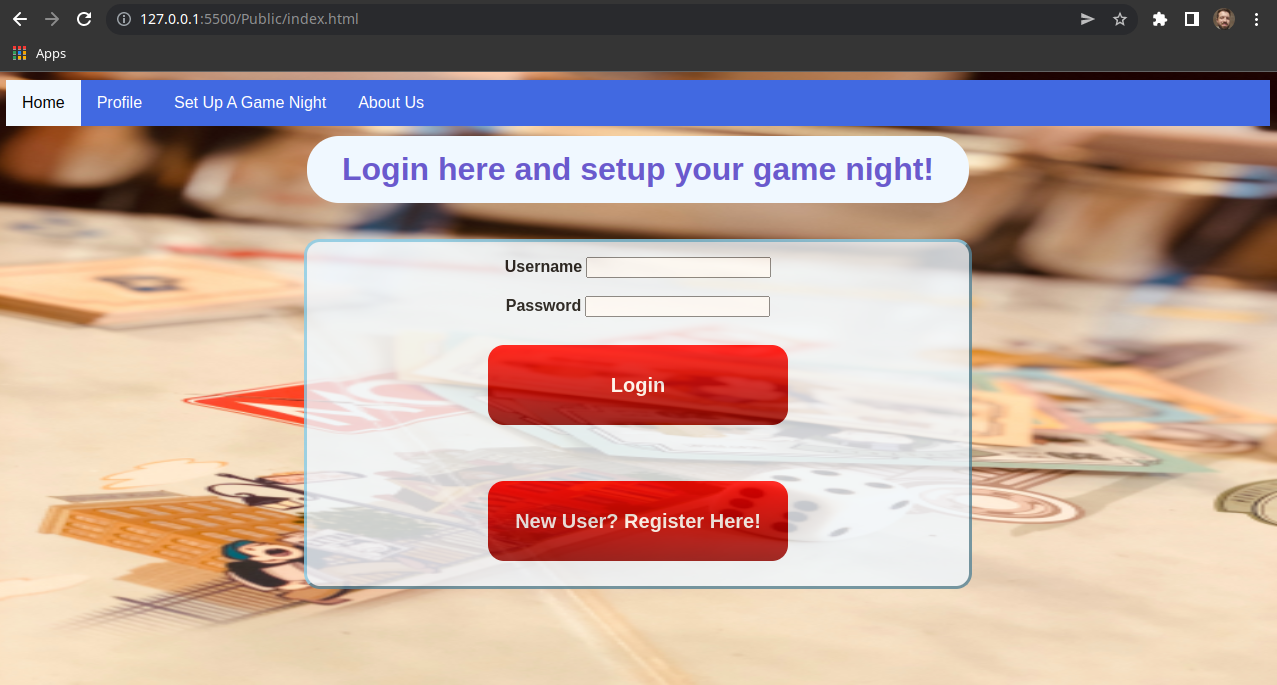 127.0.0.1:5500/Public/index.html
Apps
Home Profile Set Up A Game Night About Us
Login here and setup your game night!
Username
Password
Login
New User? Register Here!